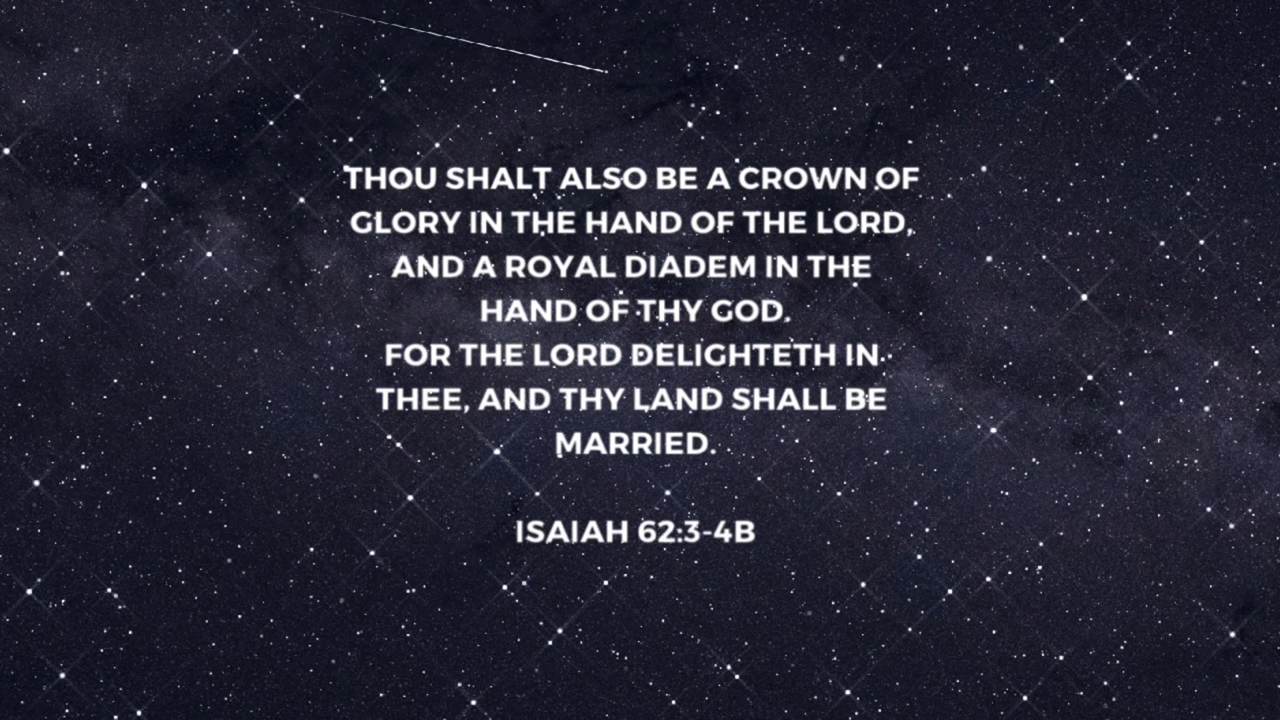 THOU SHALT ALSO BE A CROWN OF
GLORY IN THE HAND OF THE LORD,
AND A ROYAL DIADEM IN THE
HAND OF THY GOD.
FOR THE LORD DELIGHTETH IN
THEE, AND THY LAND SHALL BE
MARRIED.
ISAIAH 62:3-4B